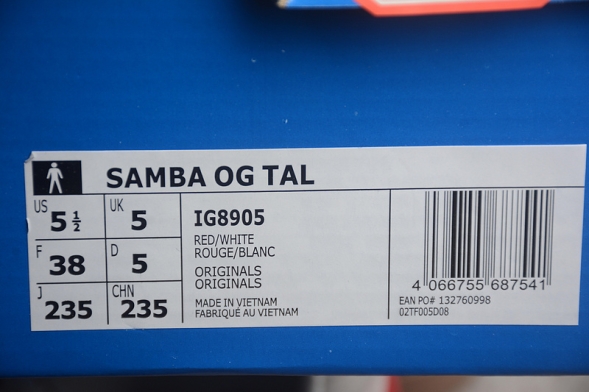 SAMBA OG TAL
US 5 ½ UK 5
F 38 D 5
J 235 CHN 235
IG8905
RED/WHITE
ROUGE/BLANC
ORIGINALS
ORIGINALS
MADE IN VIETNAM
FABRIQUÉ AU VIETNAM
4 066755 687541
EAN PO# 132760998
02TF005D08